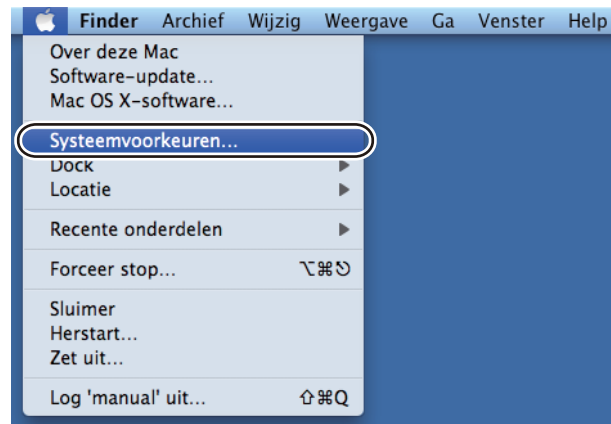 Finder Archief Wijzig Weergave Ga Venster Help
Over deze Mac
Software-update...
Mac OS X-software...
Systeemvoorkeuren...
Dock
Locatie
Recente onderdelen
Forceer stop... ⌥⌘⎋
Sluimer
Herstart...
Zet uit...
Log 'manual' uit... ⇧⌘Q